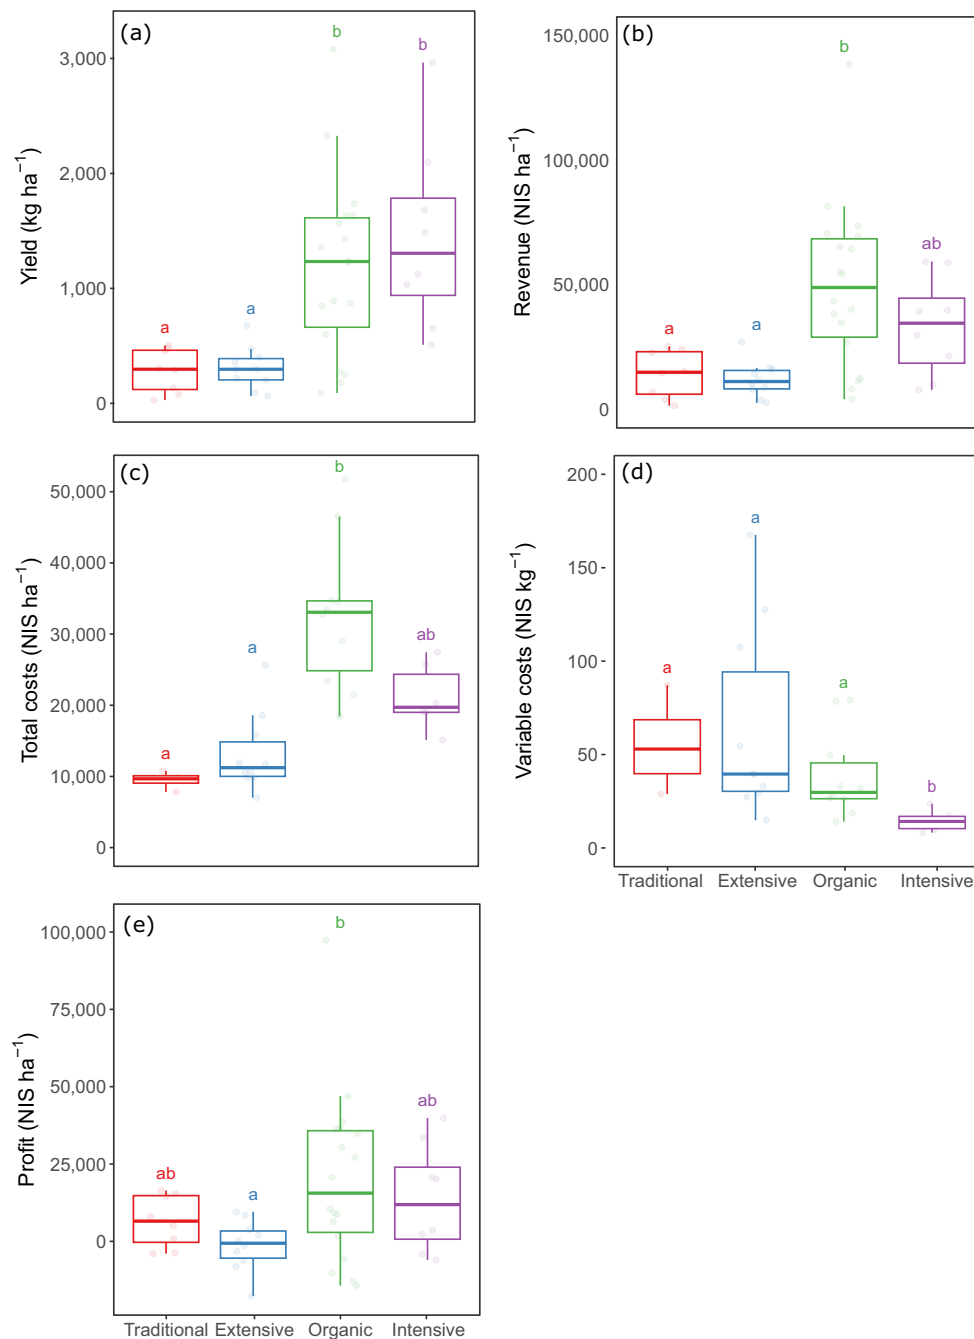 (a)
Yield (kg ha⁻¹)
3,000
2,000
1,000
0
a
a
b
b
(b)
Revenue (NIS ha⁻¹)
150,000
100,000
50,000
0
a
a
b
ab
(c)
Total costs (NIS ha⁻¹)
50,000
40,000
30,000
20,000
10,000
0
a
a
b
ab
(d)
Variable costs (NIS kg⁻¹)
200
150
100
50
0
a
a
a
b
Traditional Extensive Organic Intensive
(e)
Profit (NIS ha⁻¹)
100,000
75,000
50,000
25,000
0
ab
a
b
ab
Traditional Extensive Organic Intensive